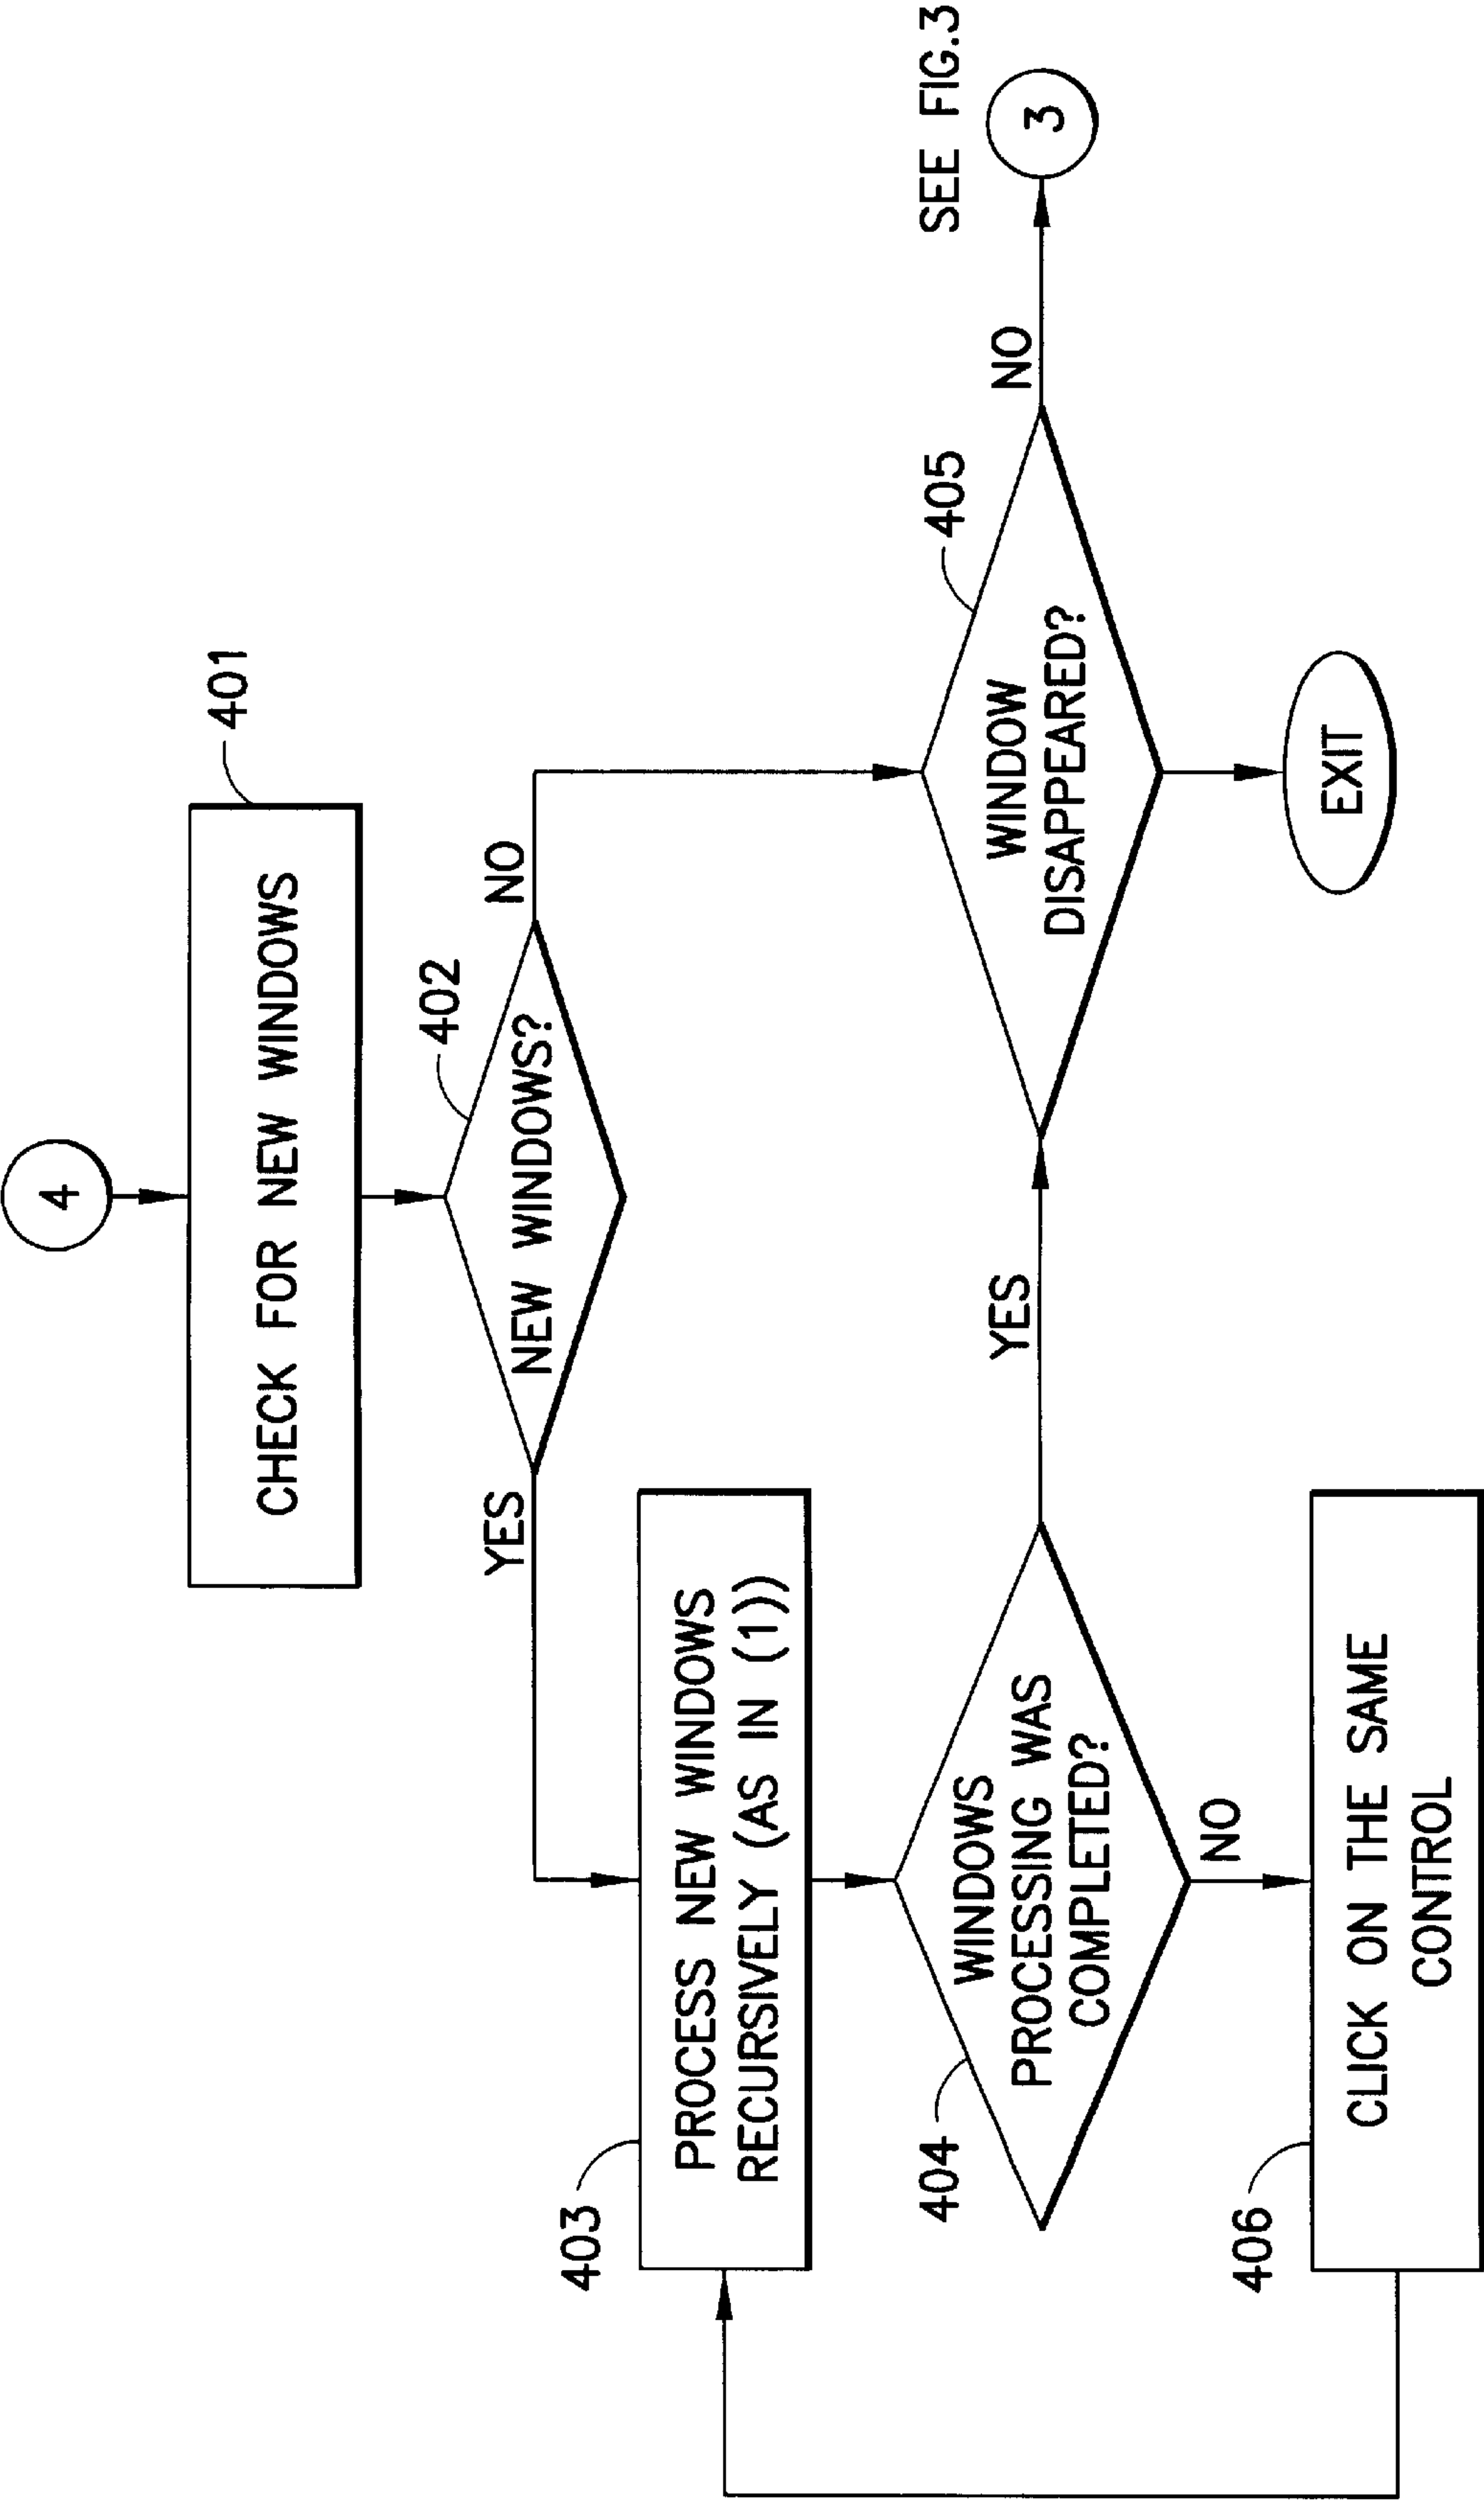 4
401
CHECK FOR NEW WINDOWS
402
NEW WINDOWS?
YES
NO
403
PROCESS NEW WINDOWS
RECURSIVELY (AS IN (1))
404
WINDOWS
PROCESSING WAS
COMPLETED?
YES
NO
405
WINDOW
DISAPPEARED?
NO
SEE FIG.3
3
EXIT
406
CLICK ON THE SAME
CONTROL